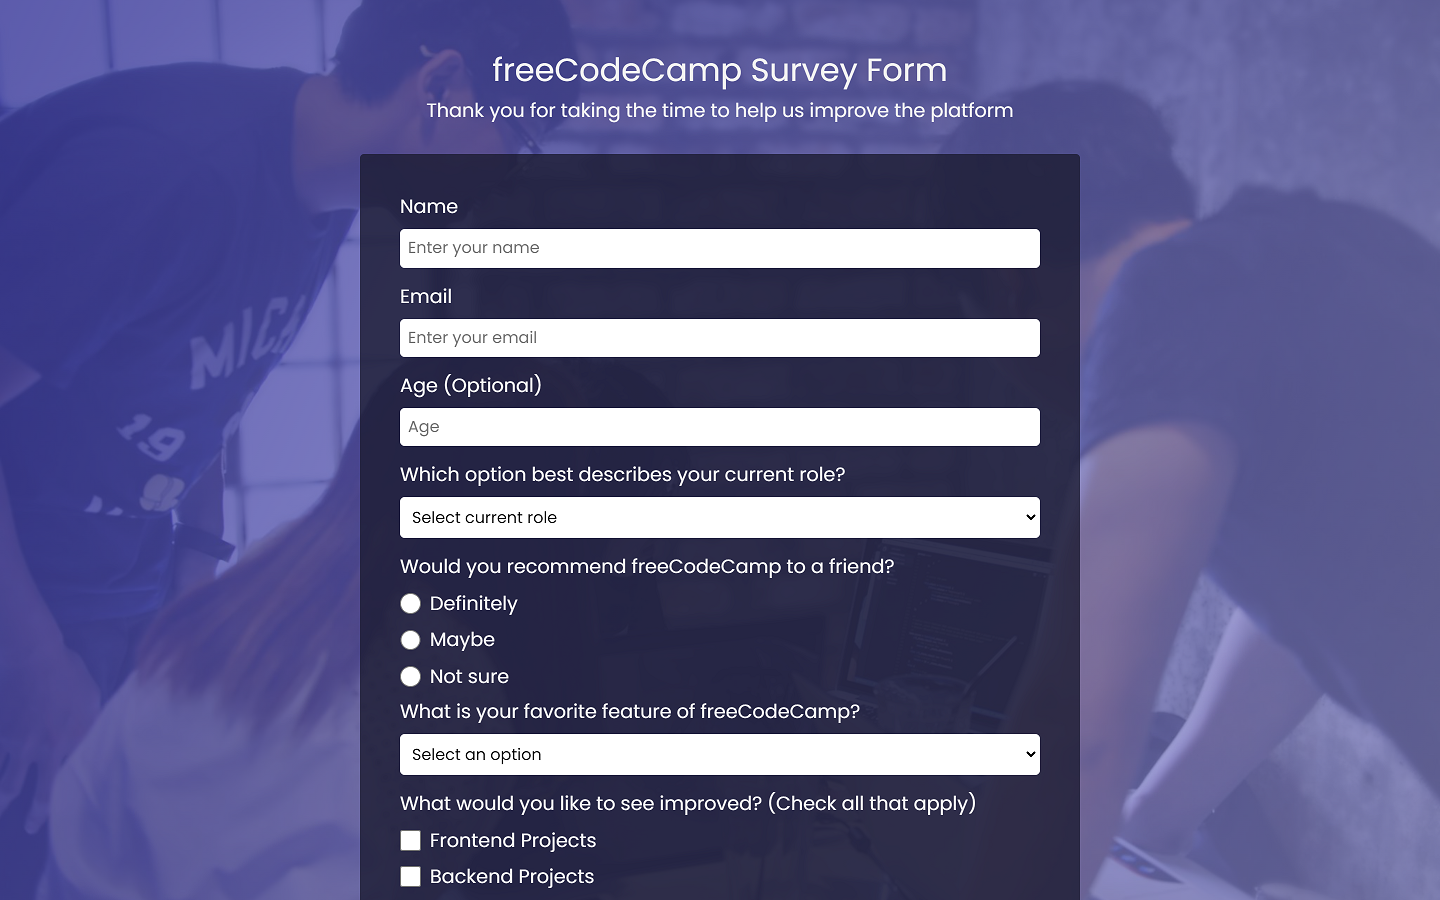 freeCodeCamp Survey Form
Thank you for taking the time to help us improve the platform
Name
Enter your name
Email
Enter your email
Age (Optional)
Age
Which option best describes your current role?
Select current role
Would you recommend freeCodeCamp to a friend?
Definitely
Maybe
Not sure
What is your favorite feature of freeCodeCamp?
Select an option
What would you like to see improved? (Check all that apply)
Frontend Projects
Backend Projects
MICH
19